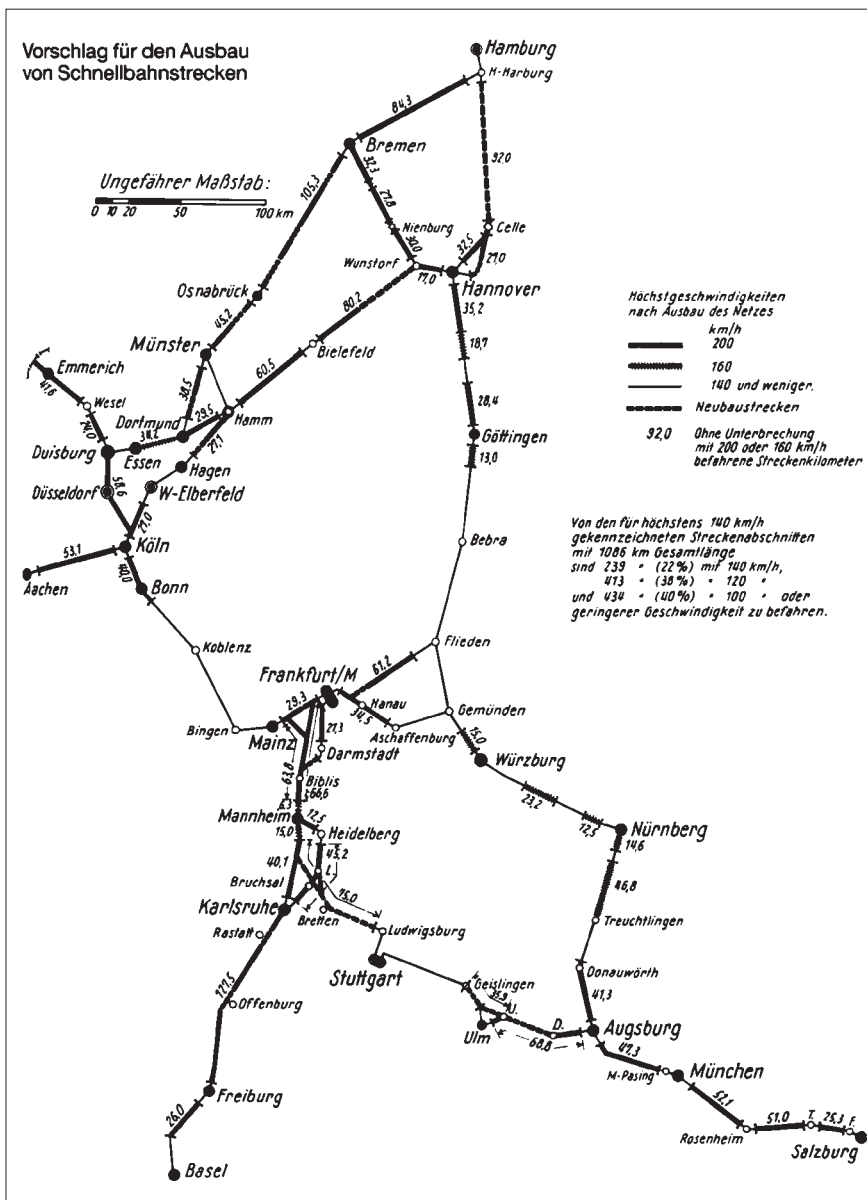 Vorschlag für den Ausbau
von Schnellbahnstrecken
Hamburg
H-Harburg
84,3
Bremen
92,0
32,3
27,8
105,3
Ungefährer Maßstab:
0 10 20 50 100 km
Nienburg
30,0
Celle
32,5
Wunstorf
17,0
27,0
Hannover
Osnabrück
80,2
35,2
Höchstgeschwindigkeiten
nach Ausbau des Netzes
km/h
200
160
140 und weniger.
Neubaustrecken
92,0 Ohne Unterbrechung
mit 200 oder 160 km/h
befahrene Streckenkilometer
45,2
18,7
Münster
Bielefeld
Emmerich
41,6
60,5
Wesel
38,5
28,4
24,0
Dortmund
29,5
Hamm
34,2
Göttingen
Duisburg
Essen
27,1
13,0
Hagen
58,6
Düsseldorf
W-Elberfeld
21,0
Von den für höchstens 140 km/h
gekennzeichneten Streckenabschnitten
mit 1086 km Gesamtlänge
sind 239 " (22%) mit 140 km/h,
413 " (38%) " 120 "
und 434 " (40%) " 100 " oder
geringerer Geschwindigkeit zu befahren.
Köln
Bebra
53,1
40,0
Aachen
Bonn
Koblenz
Flieden
Frankfurt/M
61,2
29,3
Hanau
34,5
Gemünden
Bingen
Mainz
21,3
Aschaffenburg
15,0
Darmstadt
Würzburg
63,8
Biblis
66,6
23,2
Mannheim
12,5
12,5
Nürnberg
15,0
Heidelberg
14,6
45,2
40,1
46,8
L.
Bruchsal
75,0
Karlsruhe
Bretten
Treuchtlingen
Rastatt
Ludwigsburg
Stuttgart
Donauwörth
127,5
Geislingen
35,9
41,3
Offenburg
U.
D.
Augsburg
Ulm
68,8
47,3
M-Pasing
München
Freiburg
52,1
26,0
51,0
T.
25,3
F.
Rosenheim
Salzburg
Basel